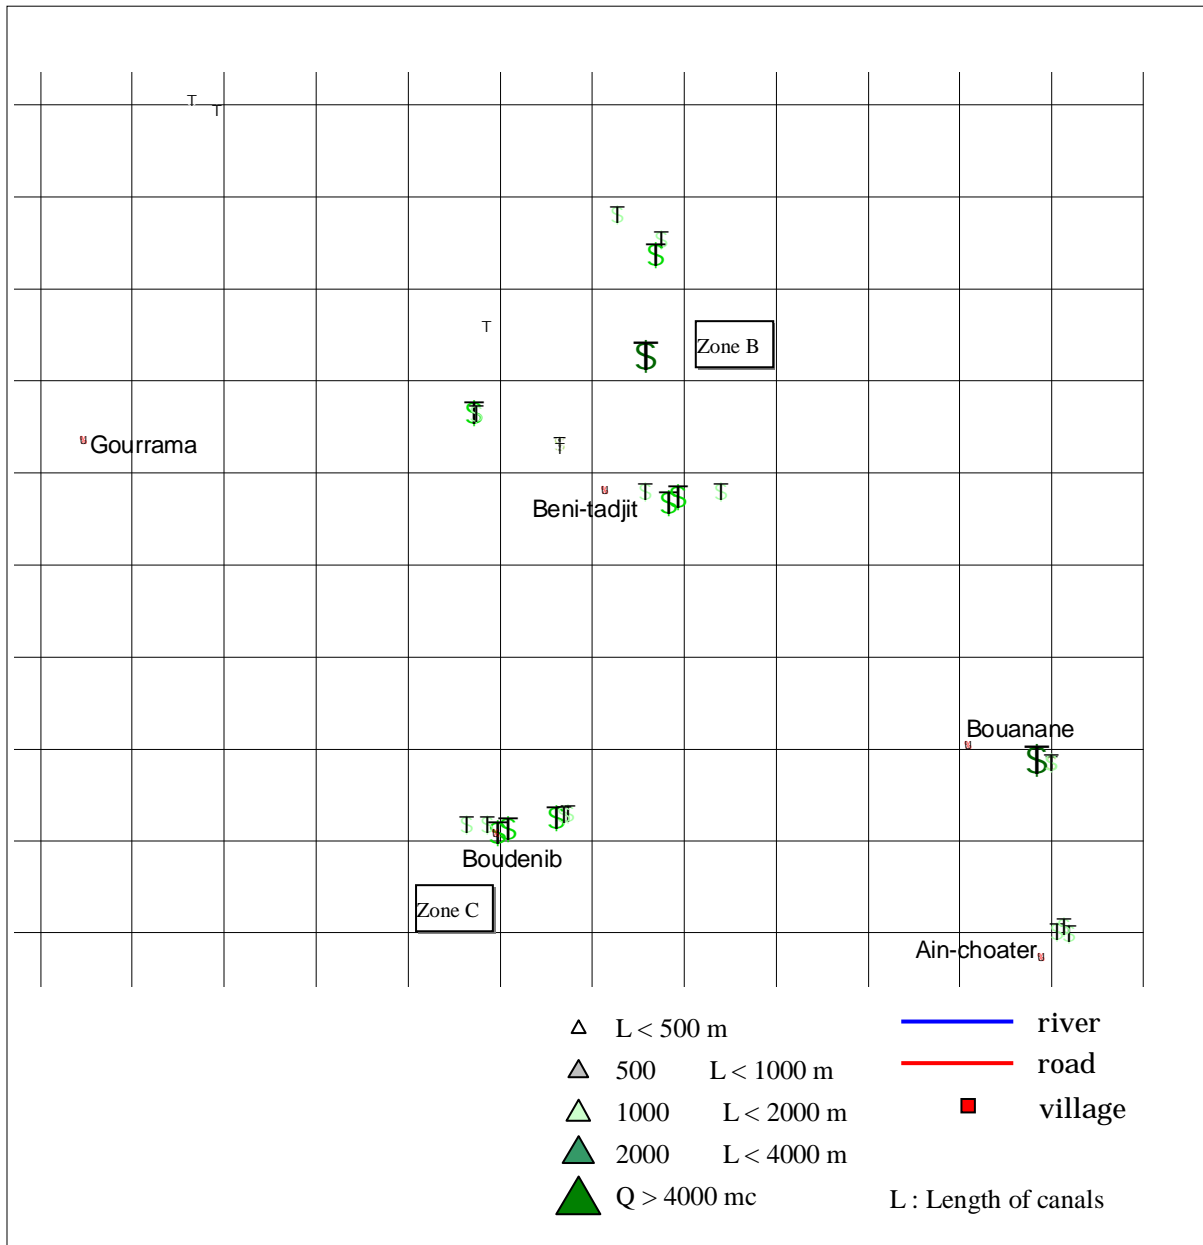 Zone B
Gourrama
Beni-tadjit
Bouanane
Boudenib
Zone C
Ain-choater
L < 500 m
500 L < 1000 m
1000 L < 2000 m
2000 L < 4000 m
Q > 4000 mc
river
road
village
L : Length of canals